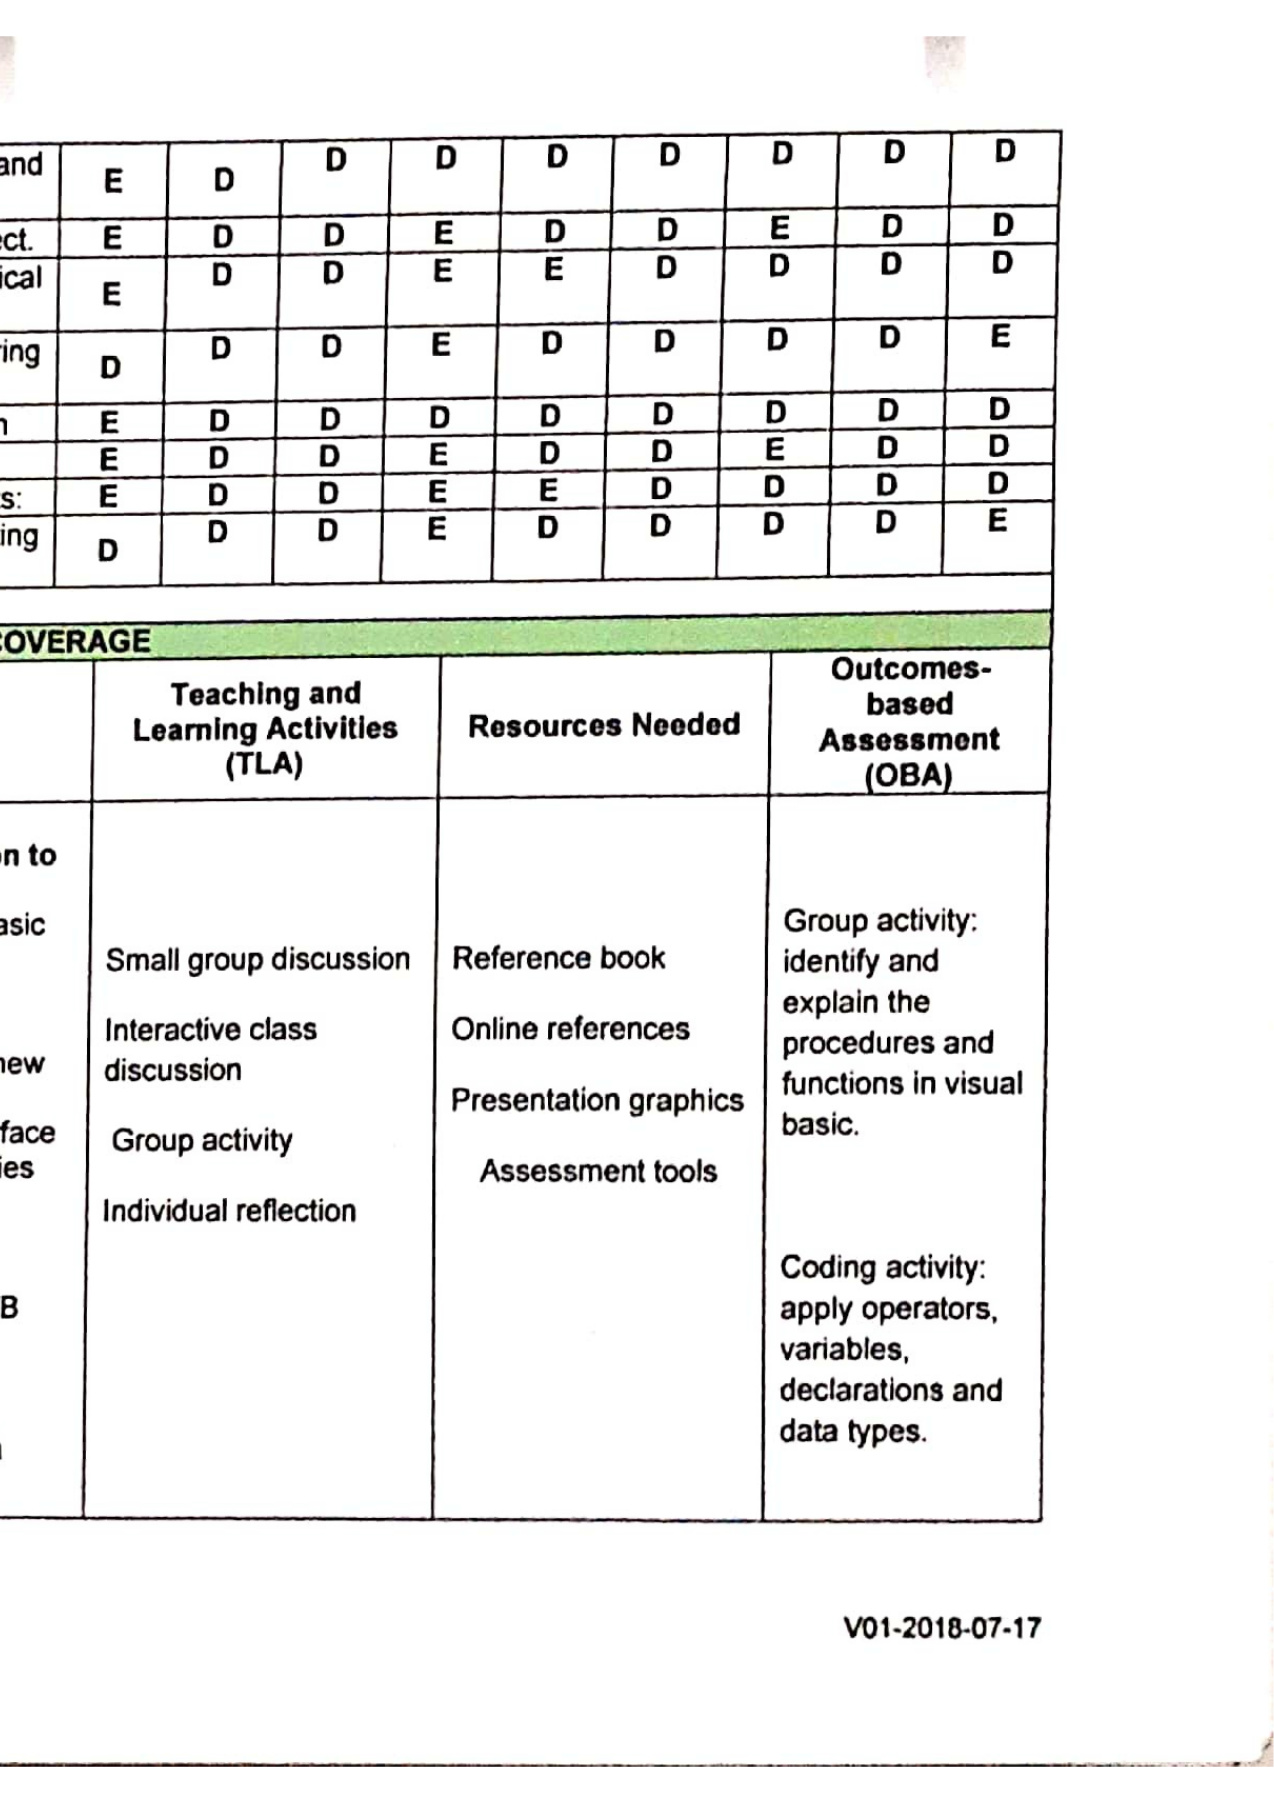 and E D D D D D D D D
ect. E D D E D D E D D
ical E D D E E D D D D
ring D D D E D D D D E
E D D D D D D D D
E D D E D D E D D
s: E D D E E D D D D
ing D D D E D D D D E
COVERAGE
Teaching and
Learning Activities
(TLA)
Resources Needed
Outcomes-
based
Assessment
(OBA)
on to
asic
new
face
ies
B
Small group discussion
Interactive class
discussion
Group activity
Individual reflection
Reference book
Online references
Presentation graphics
Assessment tools
Group activity:
identify and
explain the
procedures and
functions in visual
basic.
Coding activity:
apply operators,
variables,
declarations and
data types.
V01-2018-07-17